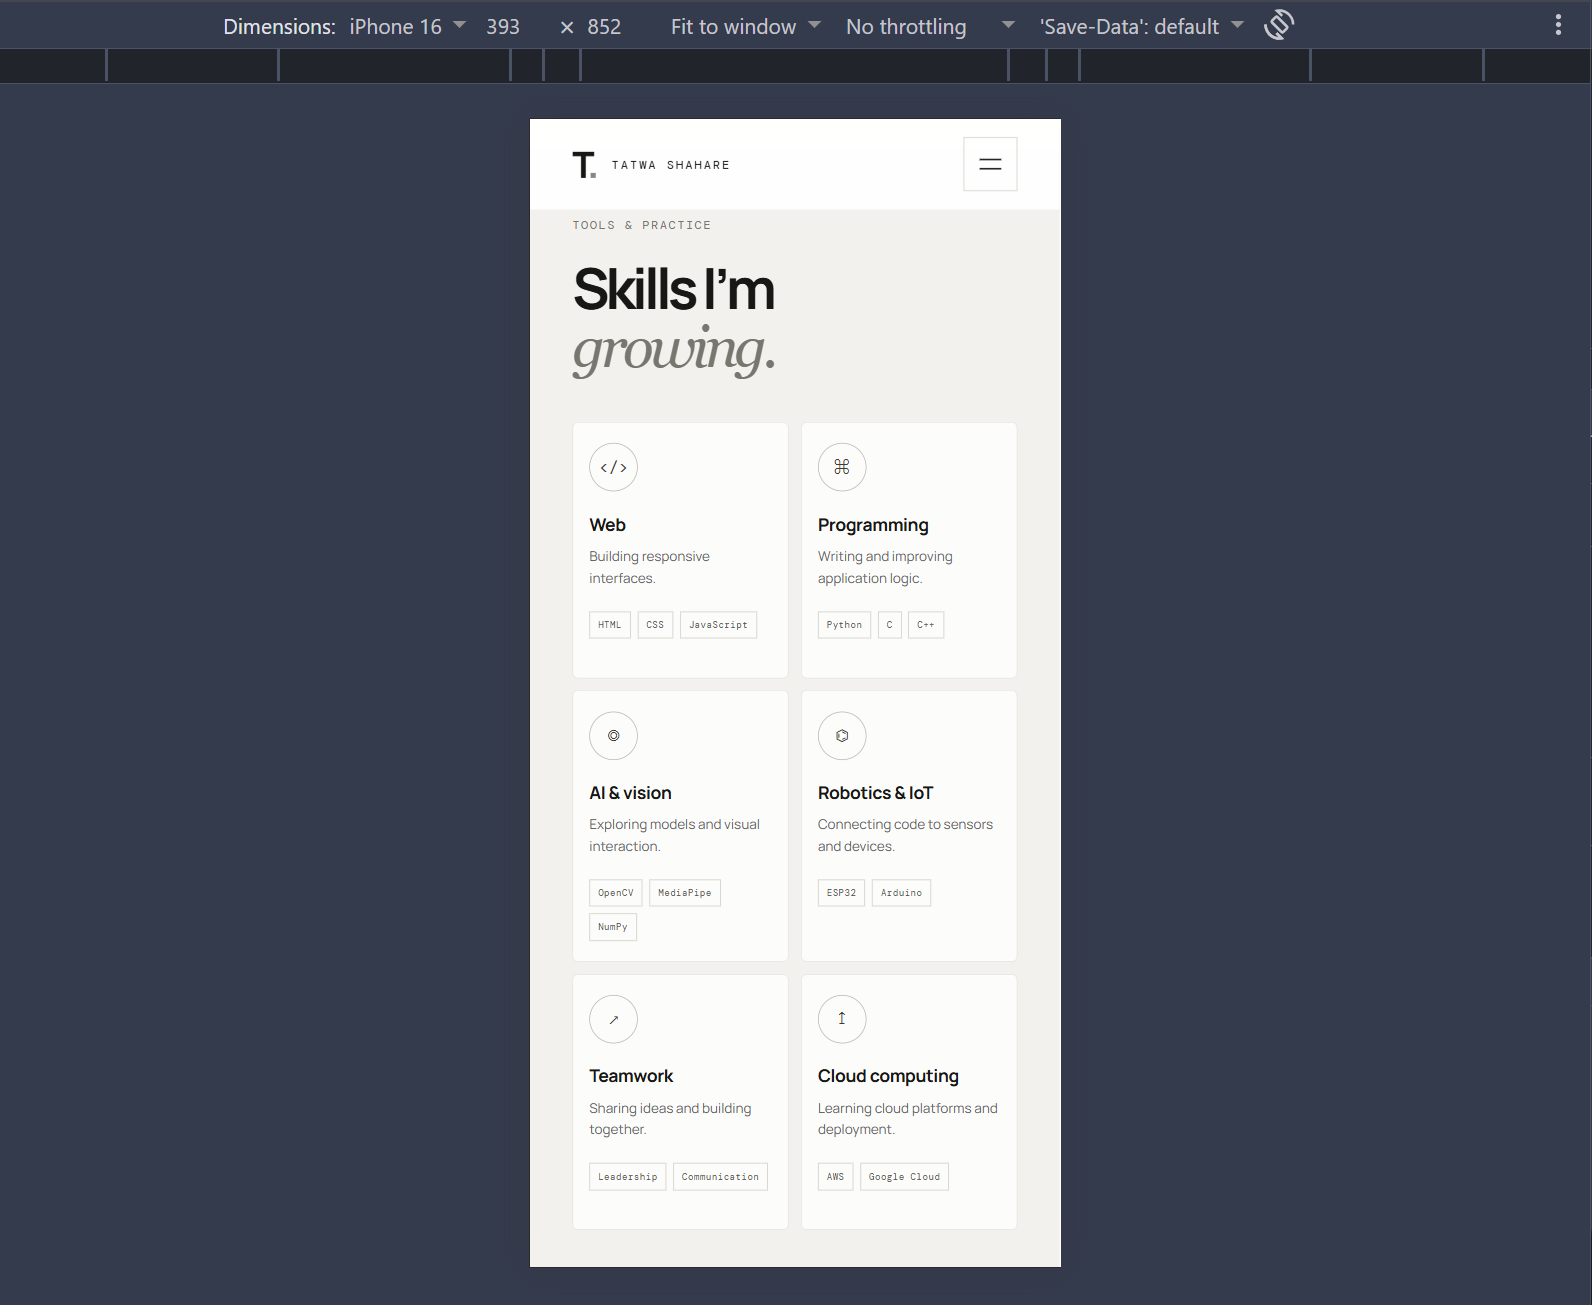 Dimensions: iPhone 16 393 × 852 Fit to window No throttling 'Save-Data': default
T. TATWA SHAHARE
TOOLS & PRACTICE
Skills I’m
growing.
</>
Web
Building responsive
interfaces.
HTML CSS JavaScript
⌘
Programming
Writing and improving
application logic.
Python C C++
AI & vision
Exploring models and visual
interaction.
OpenCV MediaPipe
NumPy
Robotics & IoT
Connecting code to sensors
and devices.
ESP32 Arduino
↗
Teamwork
Sharing ideas and building
together.
Leadership Communication
↥
Cloud computing
Learning cloud platforms and
deployment.
AWS Google Cloud